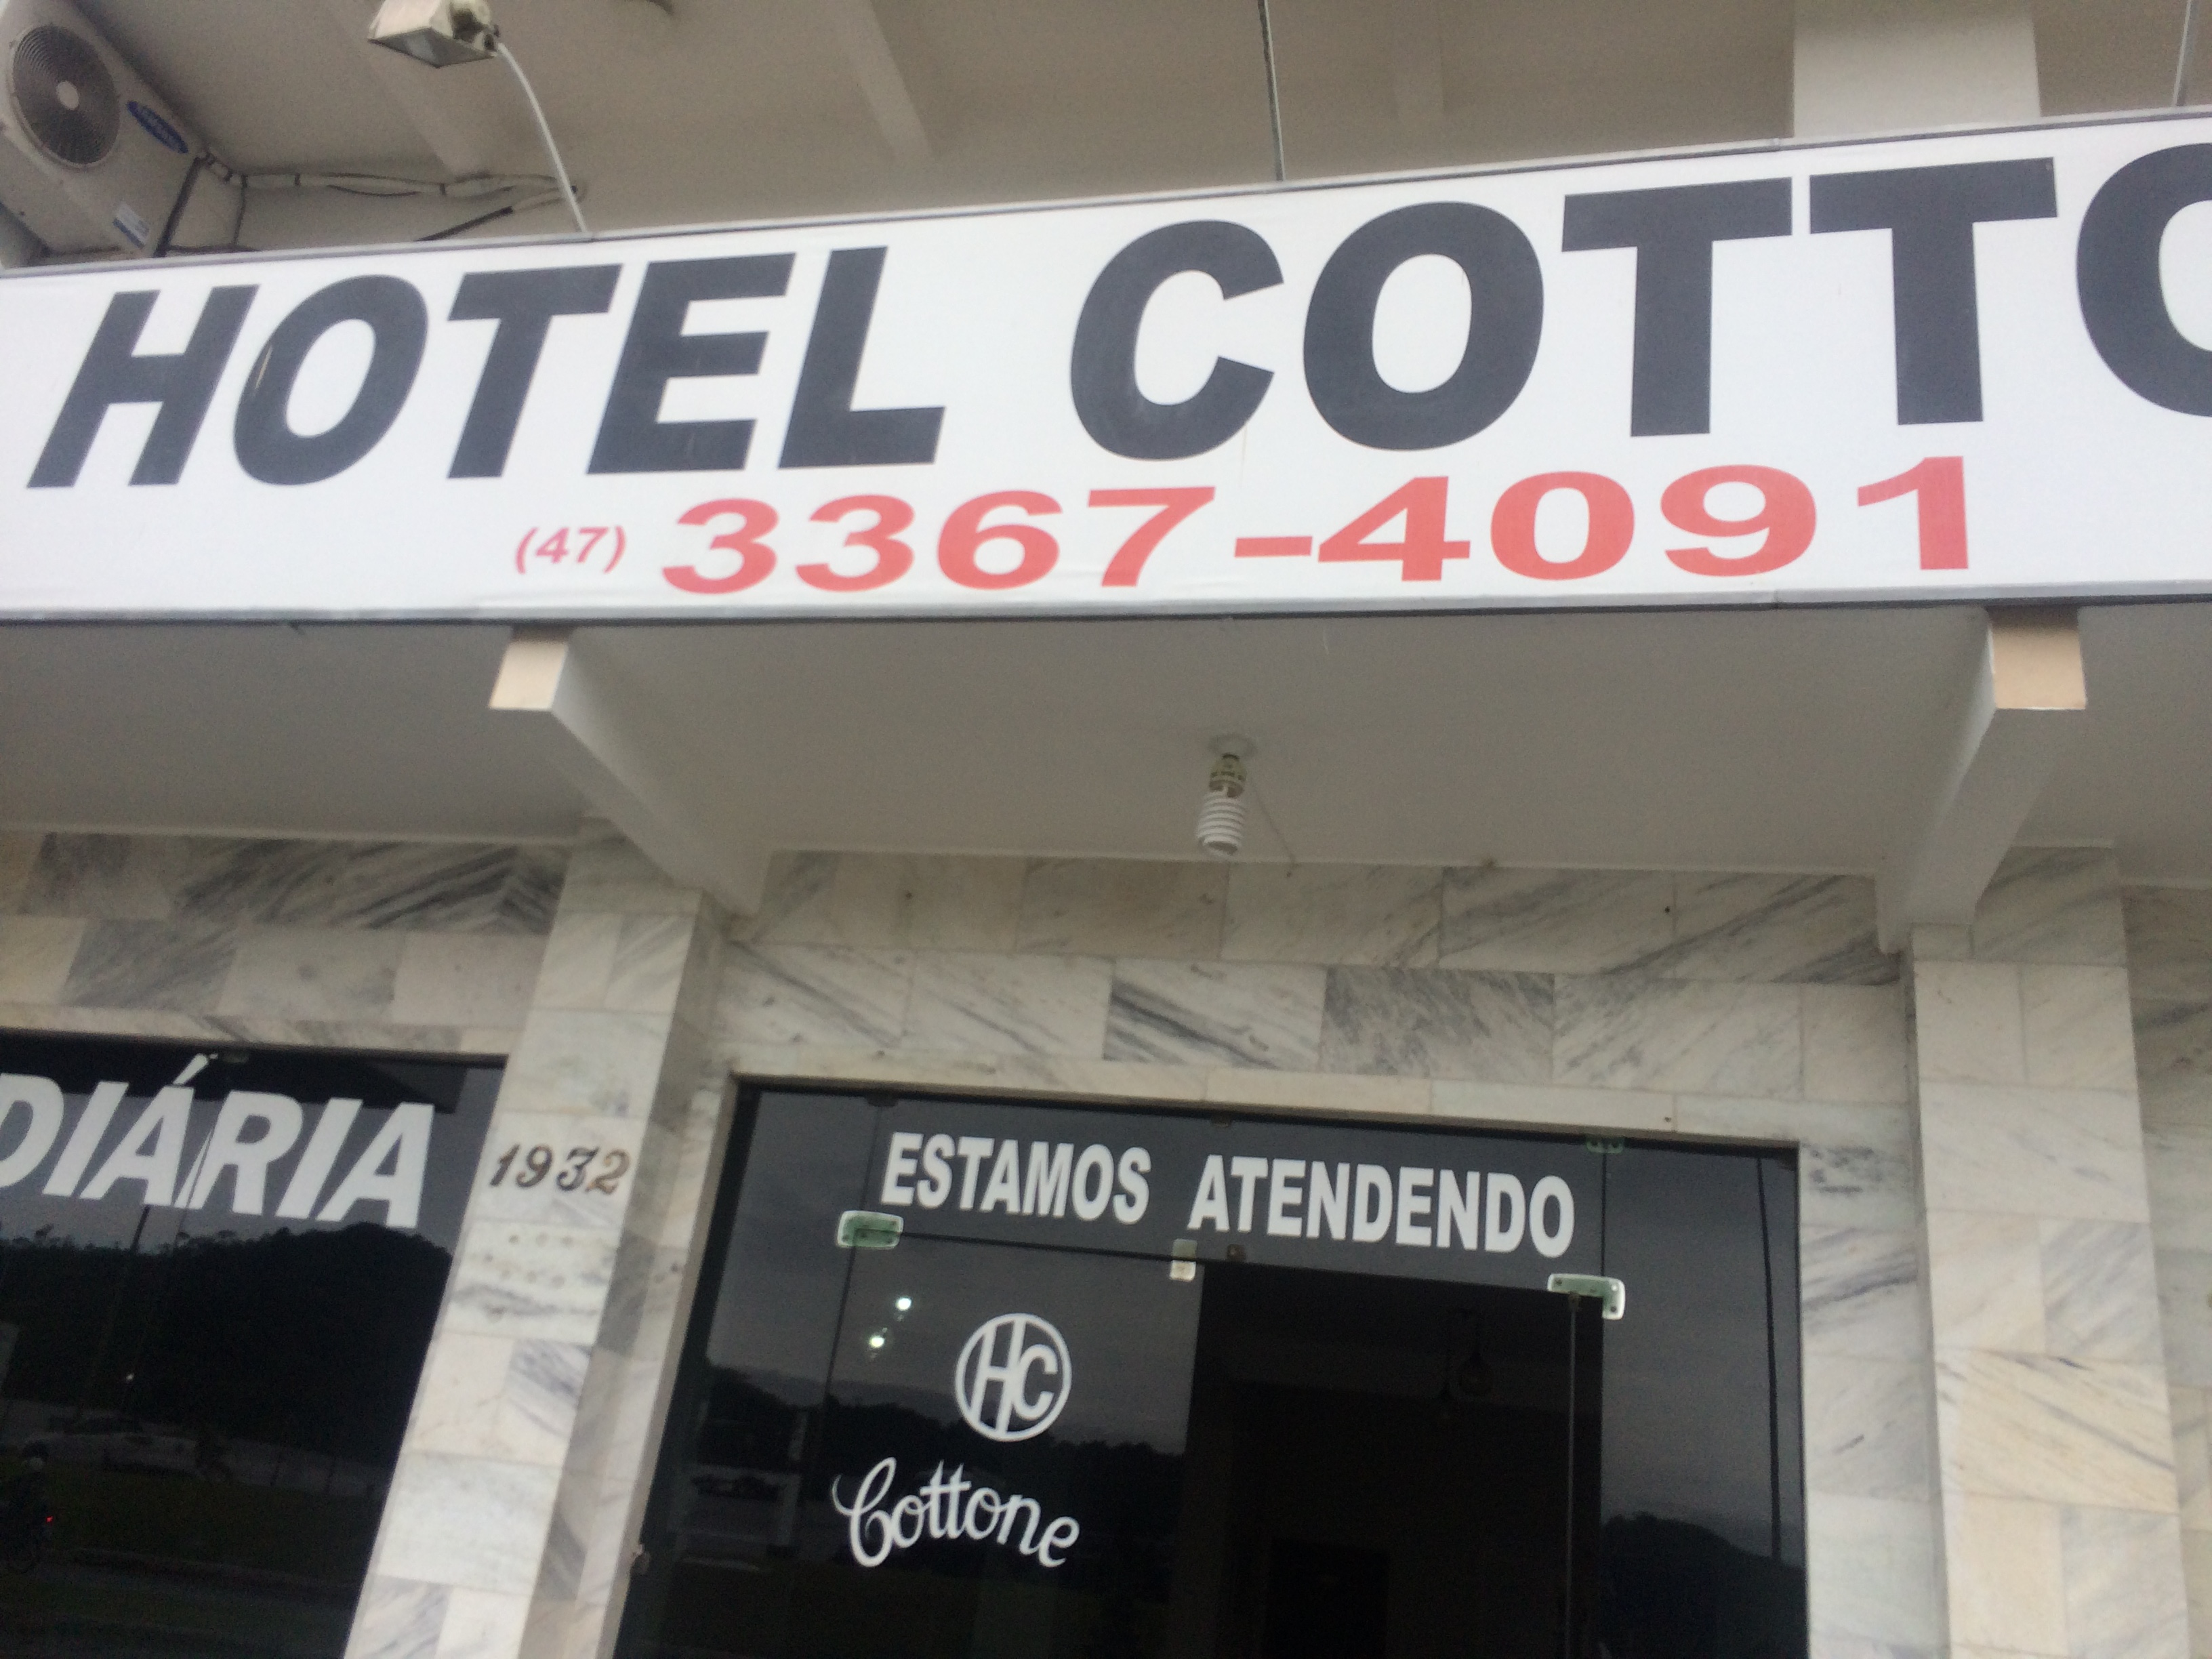 HOTEL COTTO
(47) 3367-4091
DIÁRIA
1932
ESTAMOS ATENDENDO
HC
Cottone